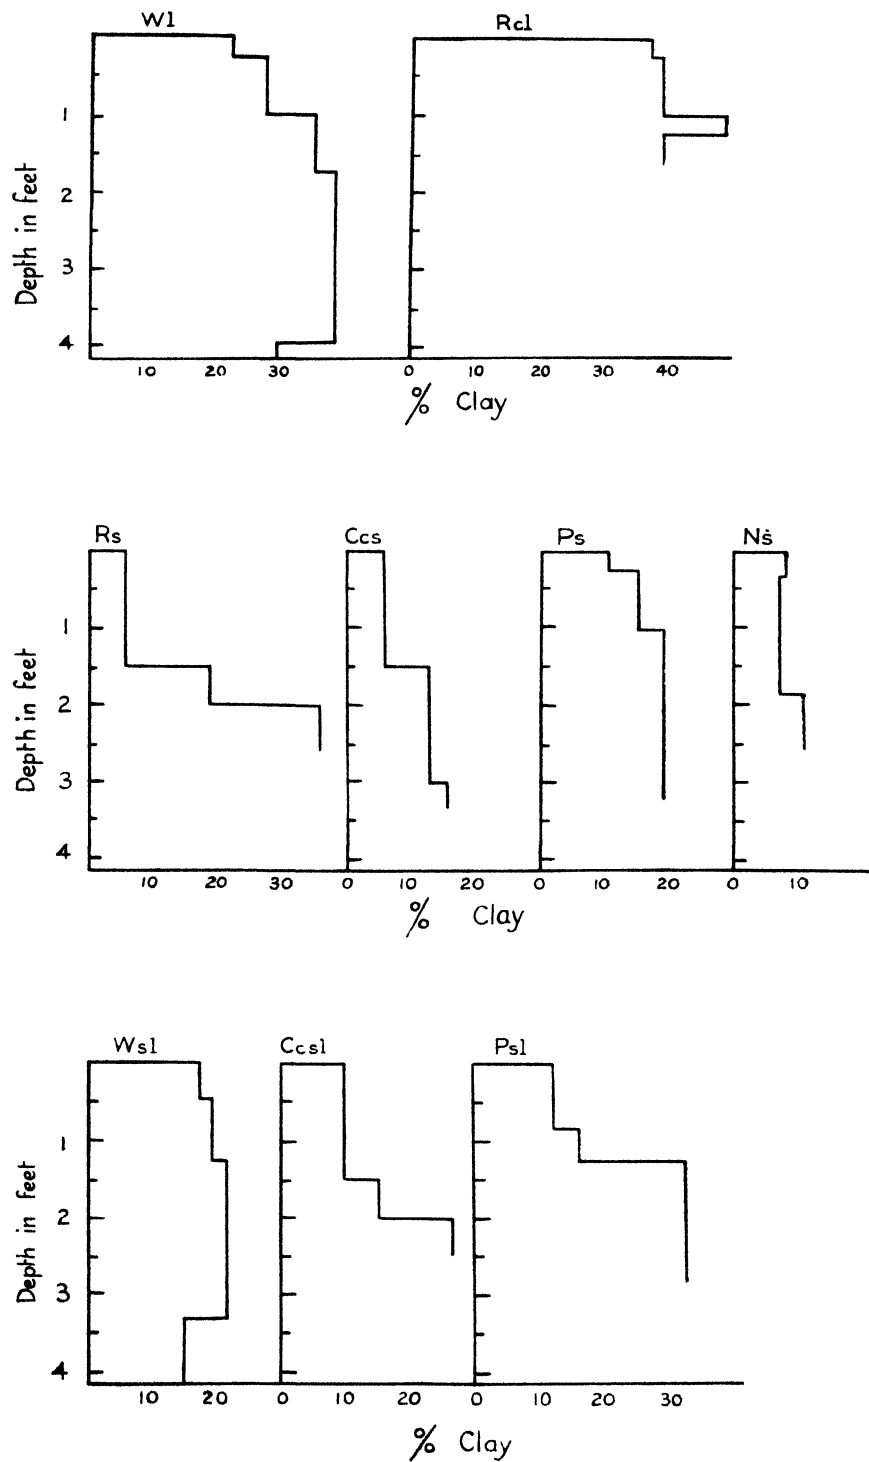 Wl Rcl
1
2
3
4
Depth in feet
10 20 30 0 10 20 30 40
% Clay
Rs Ccs Ps Ns
1
2
3
4
Depth in feet
10 20 30 0 10 20 0 10 20 0 10
% Clay
Wsl Ccsl Psl
1
2
3
4
Depth in feet
10 20 0 10 20 0 10 20 30
% Clay